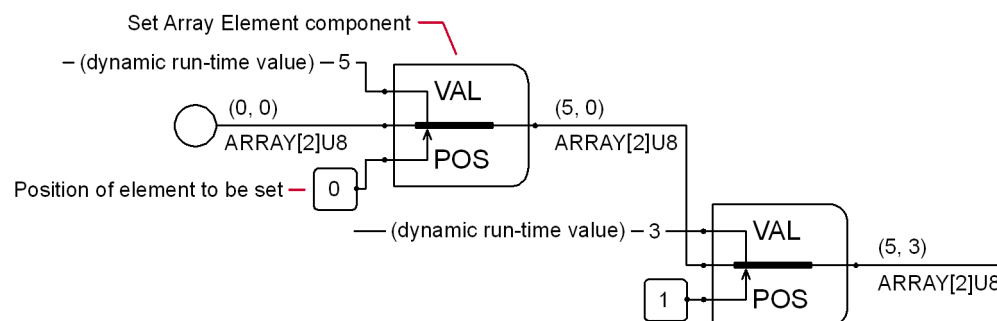 Set Array Element component
(dynamic run-time value) 5
VAL
(0, 0)
(5, 0)
ARRAY[2]U8
ARRAY[2]U8
POS
Position of element to be set
0
(dynamic run-time value) 3
VAL
(5, 3)
ARRAY[2]U8
1
POS